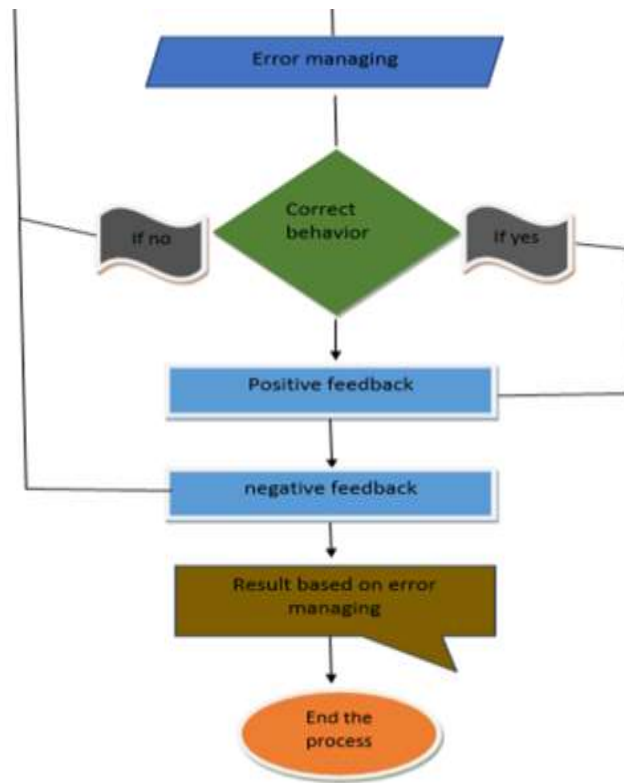 Error managing
Correct
behavior
if no
if yes
Positive feedback
negative feedback
Result based on error
managing
End the
process